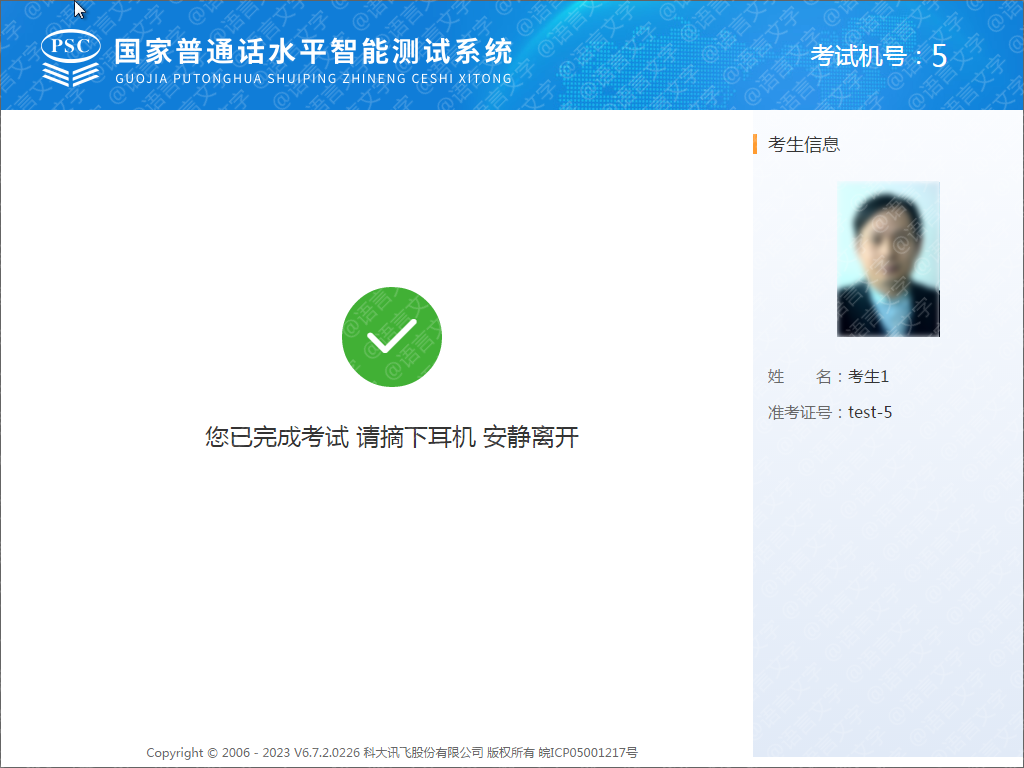 PSC
国家普通话水平智能测试系统
GUOJIA PUTONGHUA SHUIPING ZHINENG CESHI XITONG
考试机号：5
考生信息
姓 名：考生1
准考证号：test-5
您已完成考试 请摘下耳机 安静离开
Copyright © 2006 - 2023 V6.7.2.0226 科大讯飞股份有限公司 版权所有 皖ICP05001217号
@语言文字